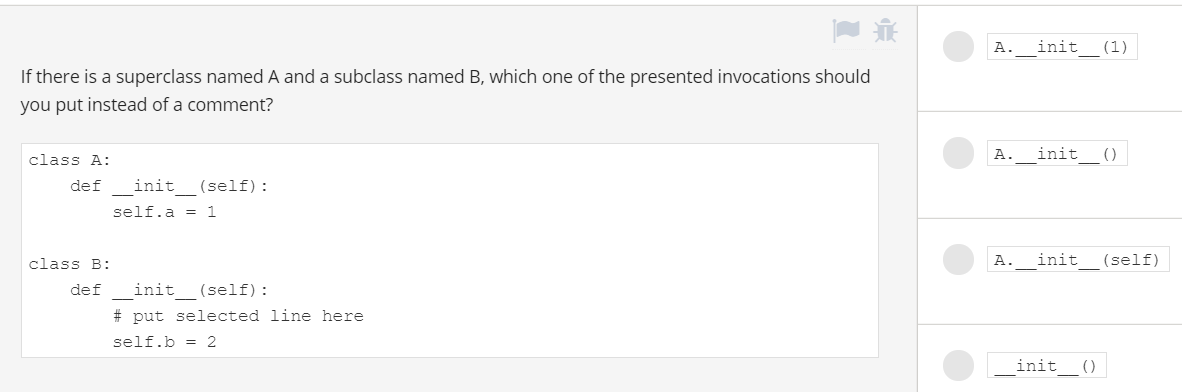 If there is a superclass named A and a subclass named B, which one of the presented invocations should
you put instead of a comment?
class A:
    def __init__(self):
        self.a = 1
class B:
    def __init__(self):
        # put selected line here
        self.b = 2
A.__init__(1)
A.__init__()
A.__init__(self)
__init__()